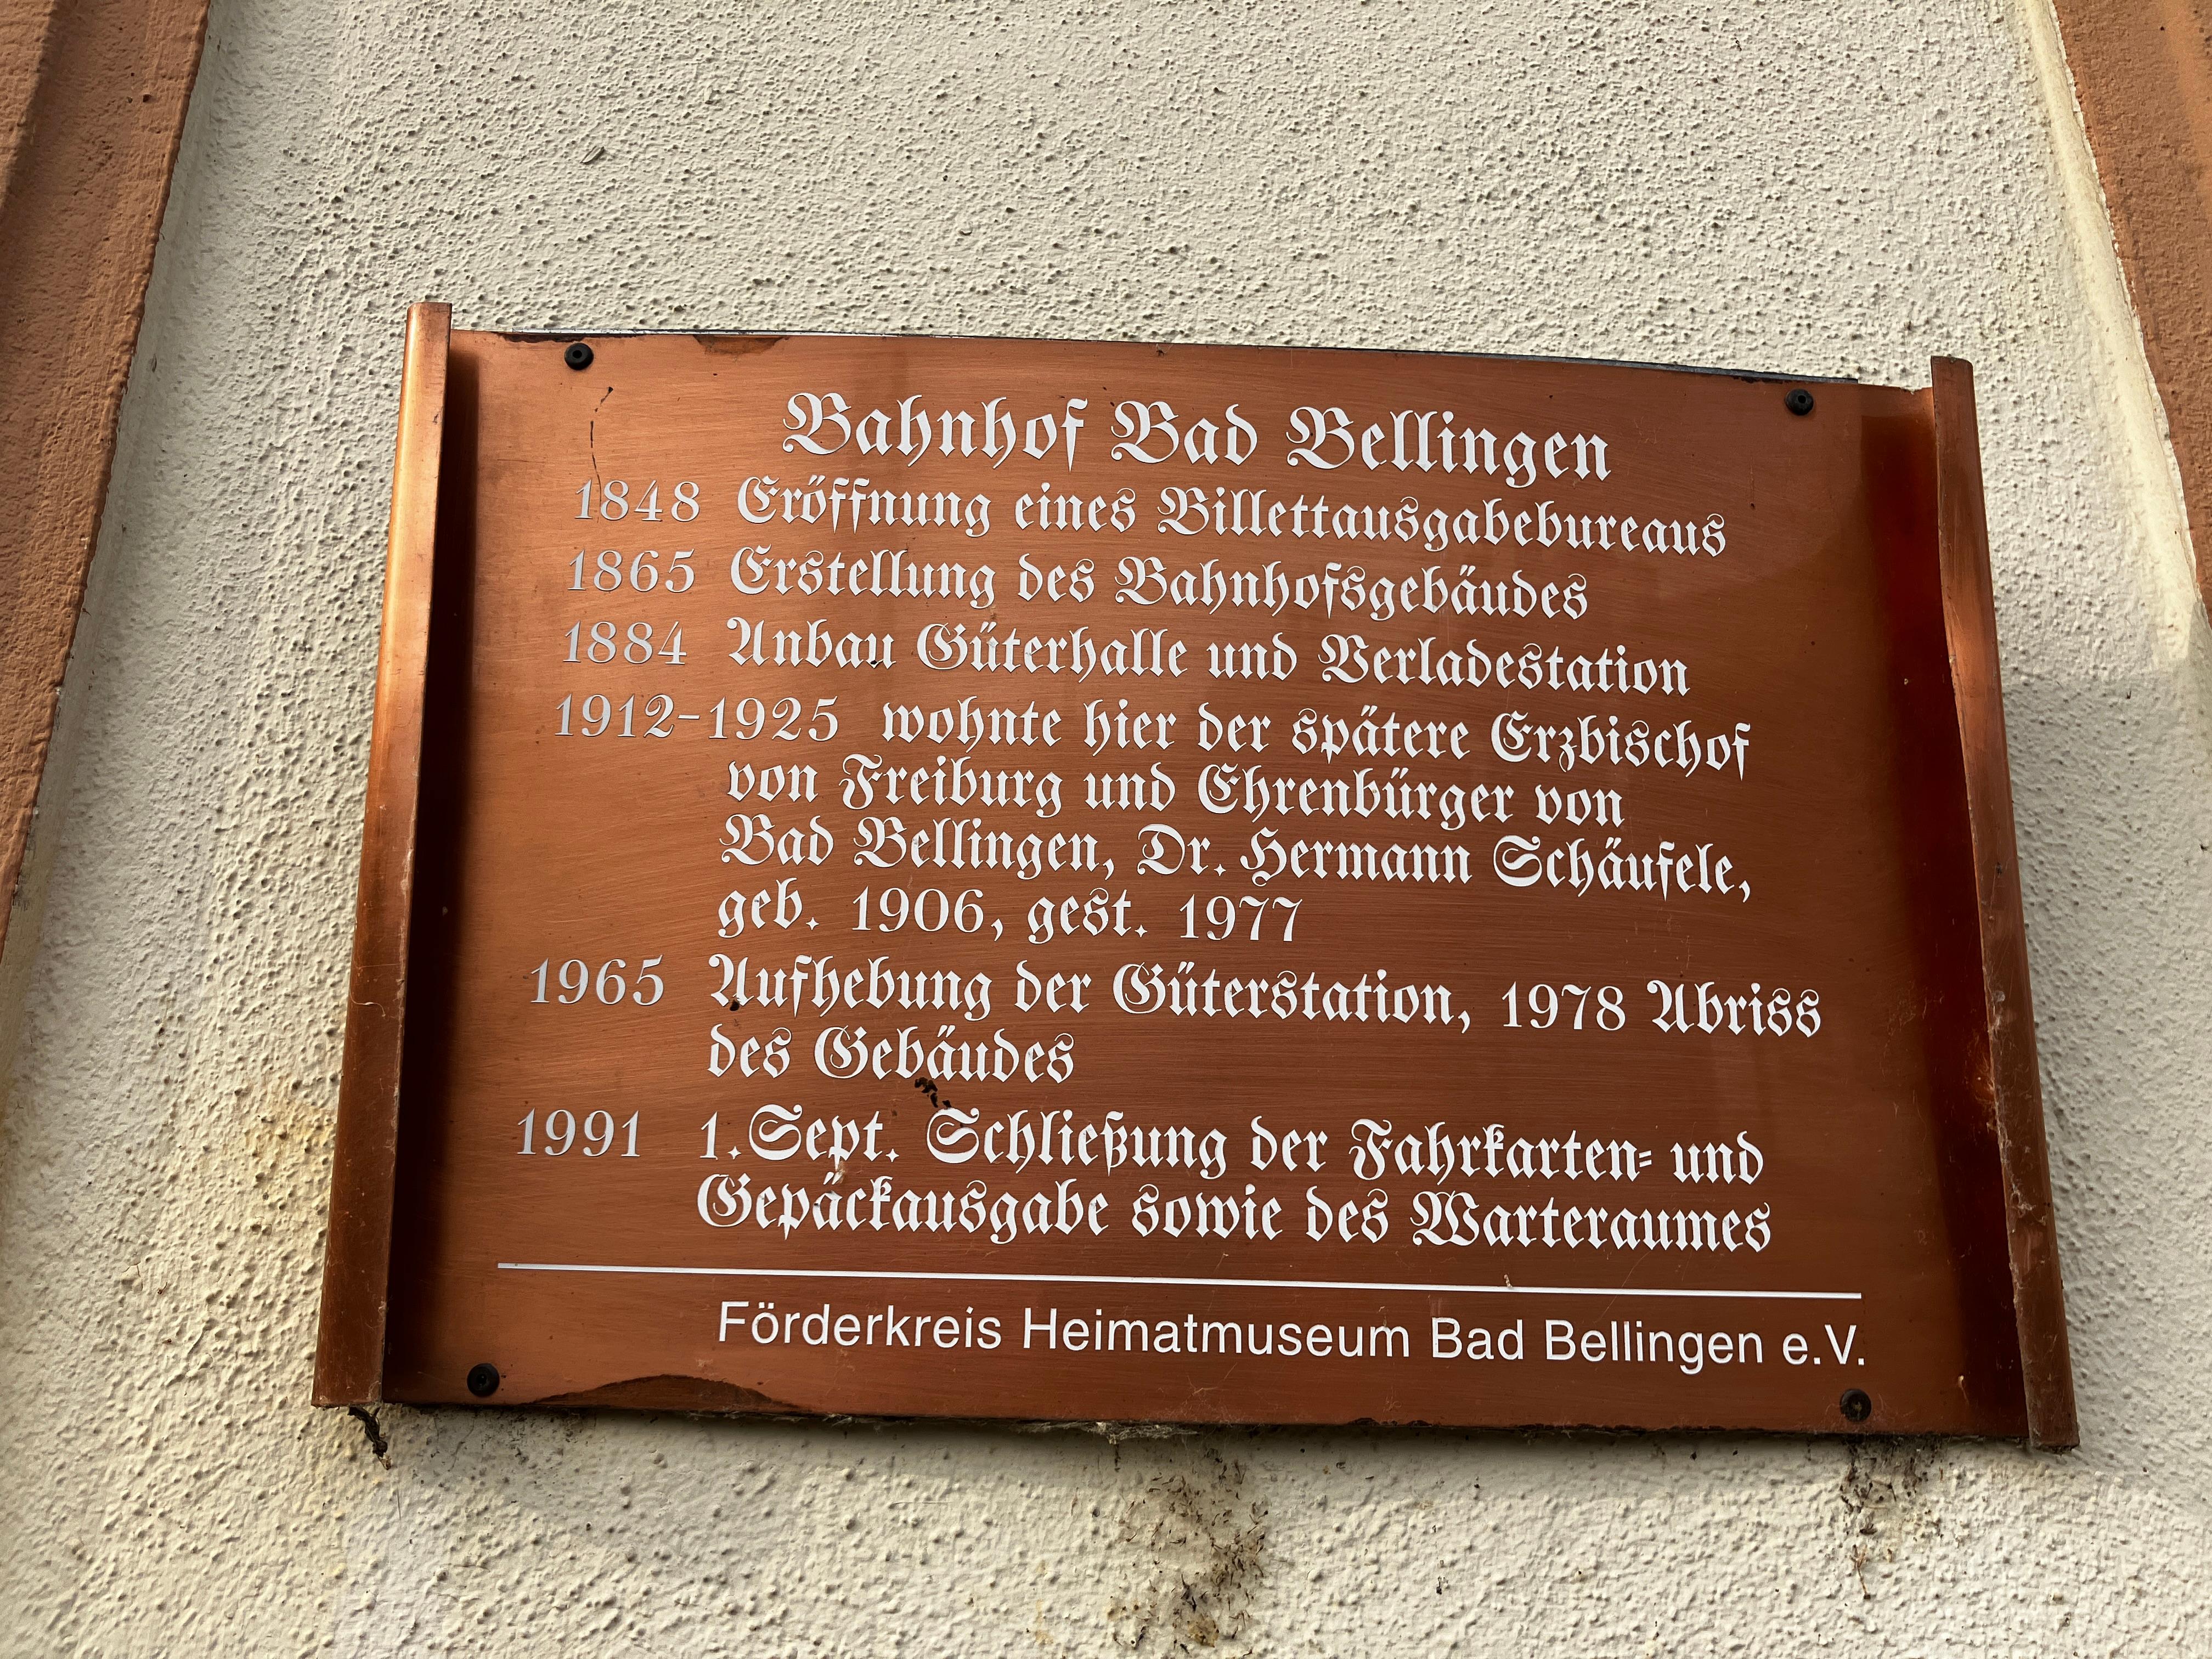 Bahnhof Bad Bellingen
1848 Eröffnung eines Billettausgabebureaus
1865 Erstellung des Bahnhofsgebäudes
1884 Anbau Güterhalle und Verladestation
1912-1925 wohnte hier der spätere Erzbischof
von Freiburg und Ehrenbürger von
Bad Bellingen, Dr. Hermann Schäufele,
geb. 1906, gest. 1977
1965 Aufhebung der Güterstation, 1978 Abriss
des Gebäudes
1991 1.Sept. Schließung der Fahrkarten- und
Gepäckausgabe sowie des Warteraumes
Förderkreis Heimatmuseum Bad Bellingen e.V.